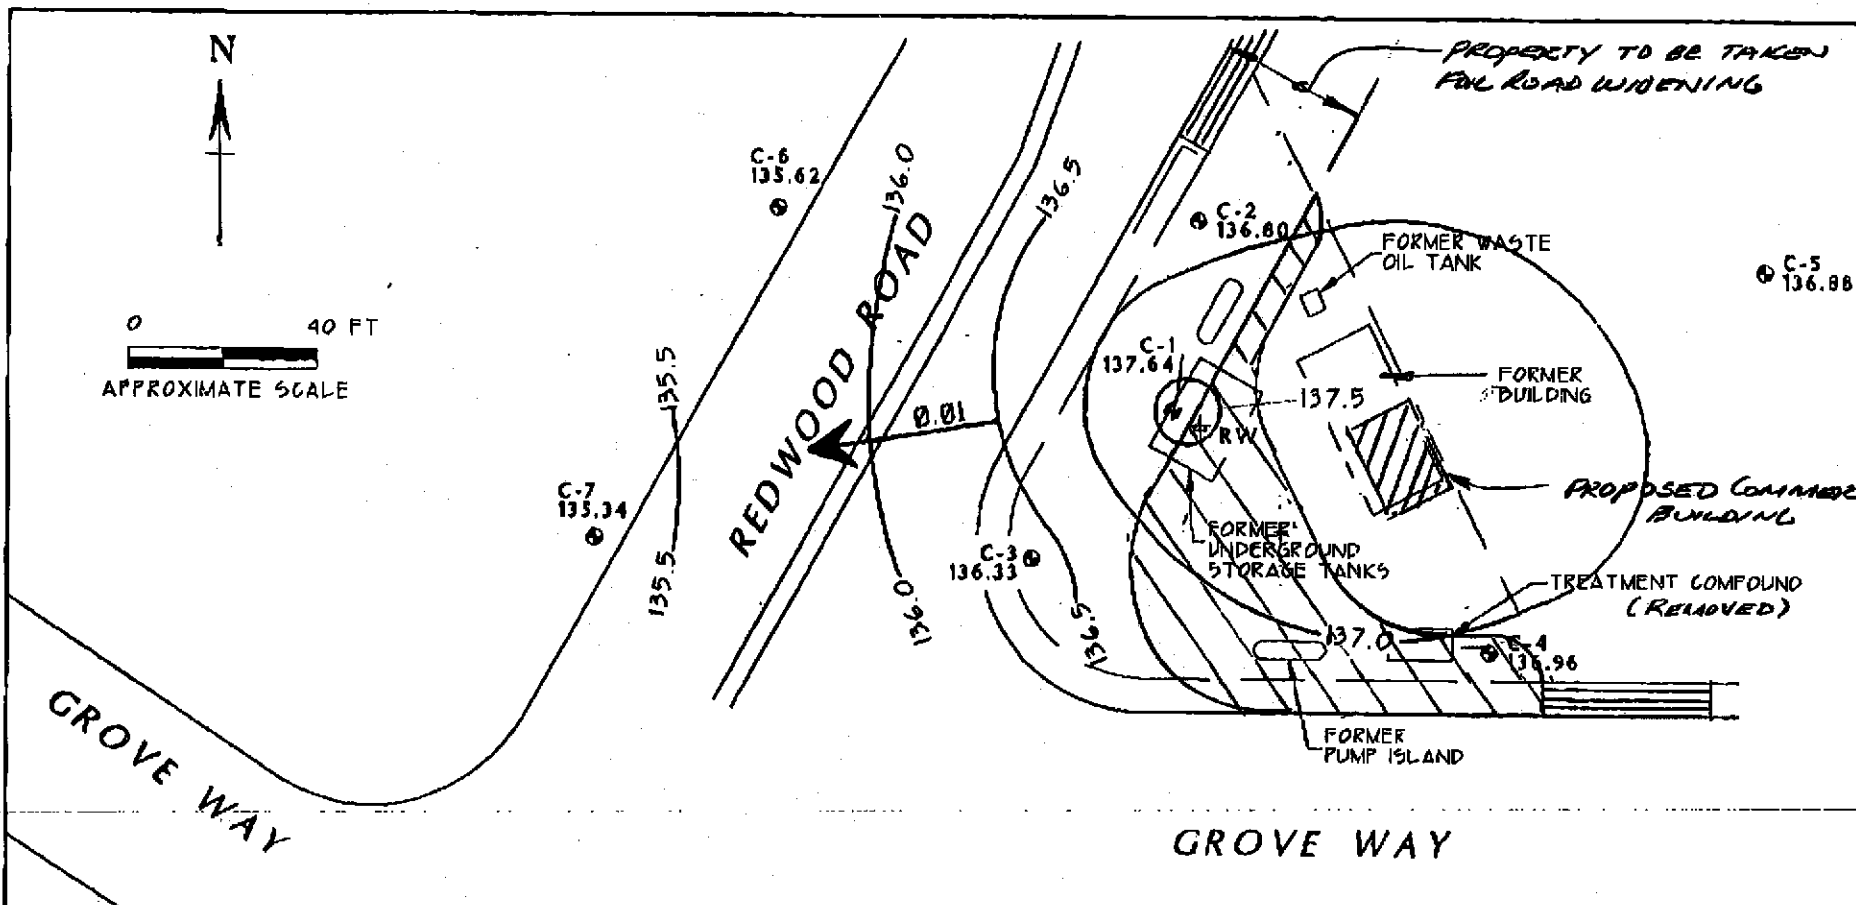 N
PROPERTY TO BE TAKEN
FOR ROAD WIDENING
C-6
135.62
136.0
136.5
C-2
136.80
FORMER WASTE
OIL TANK
C-5
136.88
0 40 FT
APPROXIMATE SCALE
135.5
C-1
137.64
137.5
FORMER
BUILDING
0.01
RW
REDWOOD ROAD
C-7
135.34
135.5
C-3
136.33
136.0
136.5
FORMER
UNDERGROUND
STORAGE TANKS
PROPOSED COMMER
BUILDING
TREATMENT COMPOUND
(REMOVED)
137.0
C-4
136.96
FORMER
PUMP ISLAND
GROVE WAY
GROVE WAY